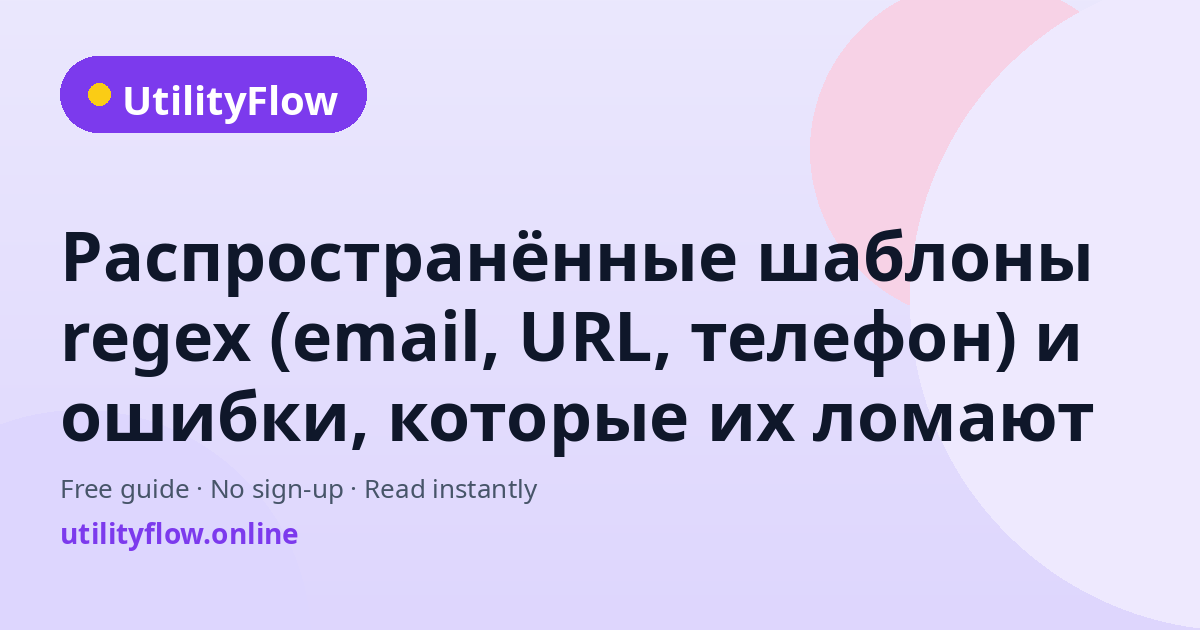 UtilityFlow
Распространённые шаблоны
regex (email, URL, телефон) и
ошибки, которые их ломают
Free guide · No sign-up · Read instantly
utilityflow.online